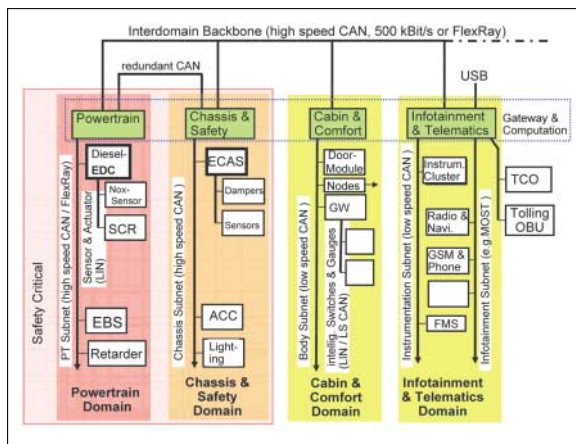 Interdomain Backbone (high speed CAN, 500 kBit/s or FlexRay)
redundant CAN
USB
Powertrain
Chassis &
Safety
Cabin &
Comfort
Infotainment
& Telematics
Gateway &
Computation
Safety Critical
PT Subnet (high speed CAN / FlexRay)
Diesel-
EDC
Nox-
Sensor
SCR
Sensor & Actuator
(LIN)
EBS
Retarder
Powertrain
Domain
Chassis Subnet (high speed CAN )
ECAS
Dampers
Sensors
ACC
Light-
ing
Chassis &
Safety
Domain
Body Subnet (low speed CAN)
Door-
Module
Nodes
GW
intellig. Switches & Gauges
(LIN / LS CAN)
Cabin &
Comfort
Domain
Instrumentation Subnet (low speed CAN )
Instrum.
Cluster
Radio &
Navi.
GSM &
Phone
FMS
Infotainment Subnet (e.g MOST)
TCO
Tolling
OBU
Infotainment
& Telematics
Domain